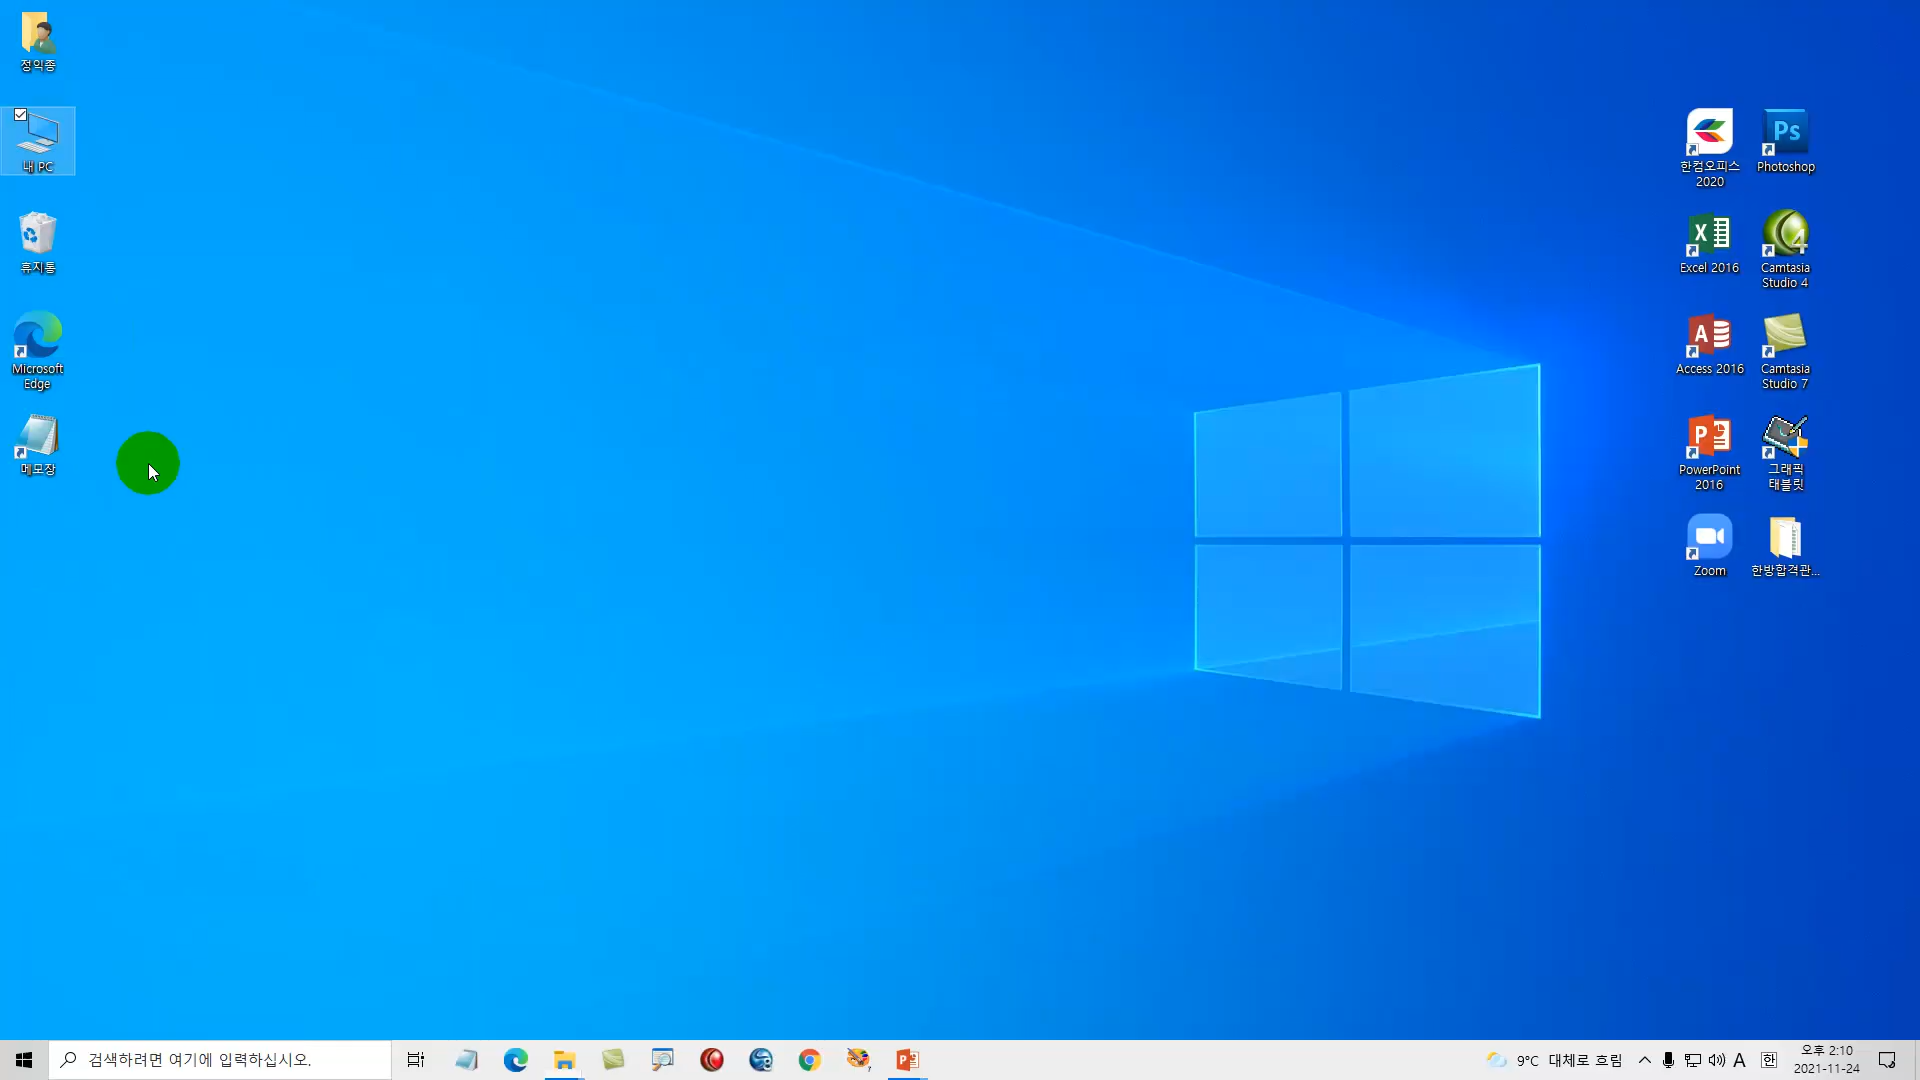 정익종
내 PC
휴지통
Microsoft
Edge
메모장
한컴오피스
2020
Ps
Photoshop
X
Excel 2016
4
Camtasia
Studio 4
A
Access 2016
Camtasia
Studio 7
P
PowerPoint
2016
그래픽
태블릿
Zoom
한방합격관...
검색하려면 여기에 입력하십시오.
9°C 대체로 흐림
A
한
오후 2:10
2021-11-24